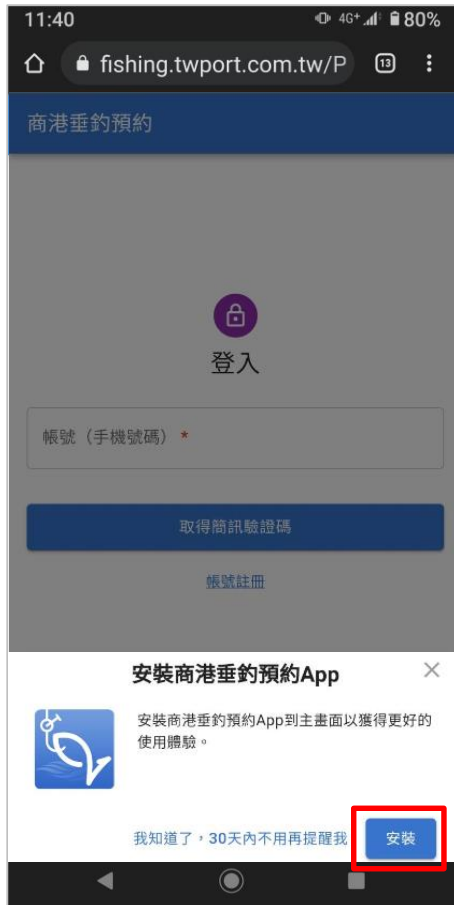 11:40
4G+ 80%
fishing.twport.com.tw/P
13
商港垂釣預約
登入
帳號（手機號碼）*
取得簡訊驗證碼
帳號註冊
安裝商港垂釣預約App
安裝商港垂釣預約App到主畫面以獲得更好的
使用體驗。
我知道了，30天內不用再提醒我
安裝